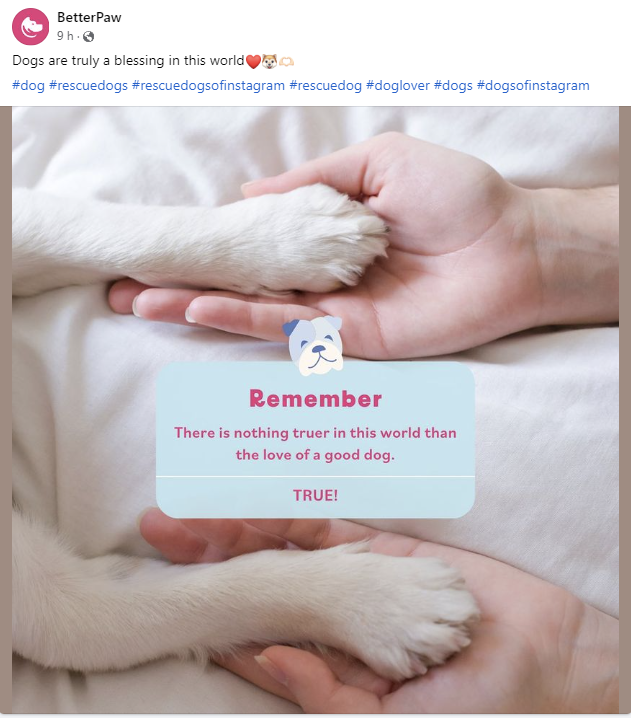 BetterPaw
9 h ·
Dogs are truly a blessing in this world❤️🐕🫶🏻
#dog #rescuedogs #rescuedogsofinstagram #rescuedog #doglover #dogs #dogsofinstagram
Remember
There is nothing truer in this world than
the love of a good dog.
TRUE!